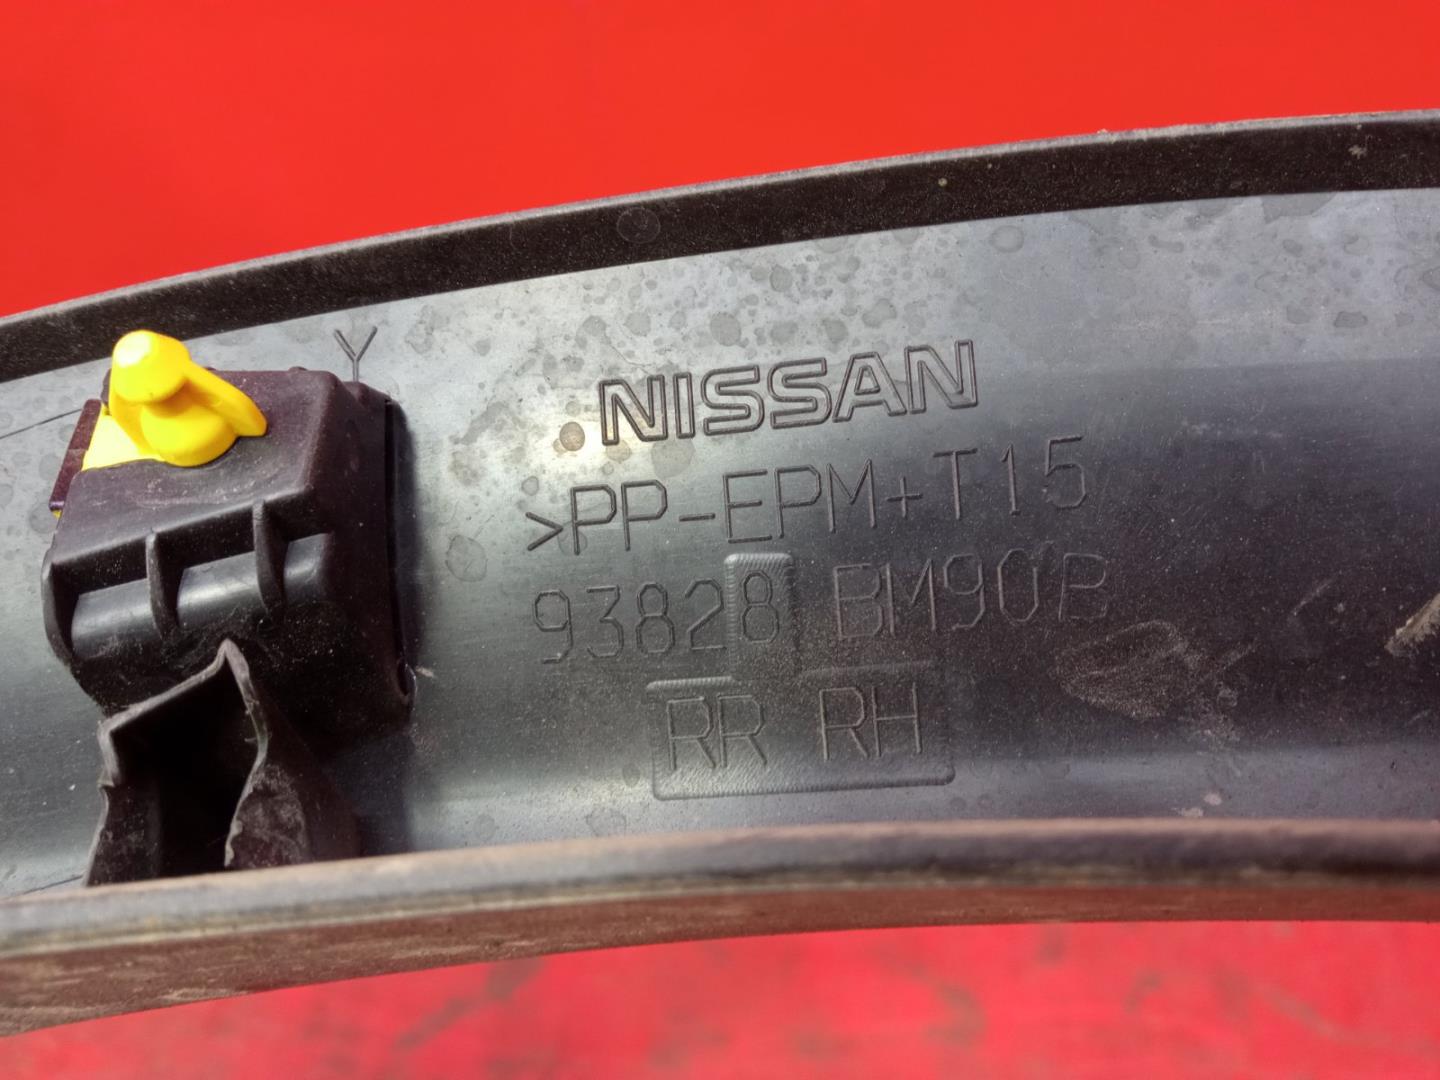 Y
NISSAN
>PP-EPM+T15
93828 BM90B
RR RH